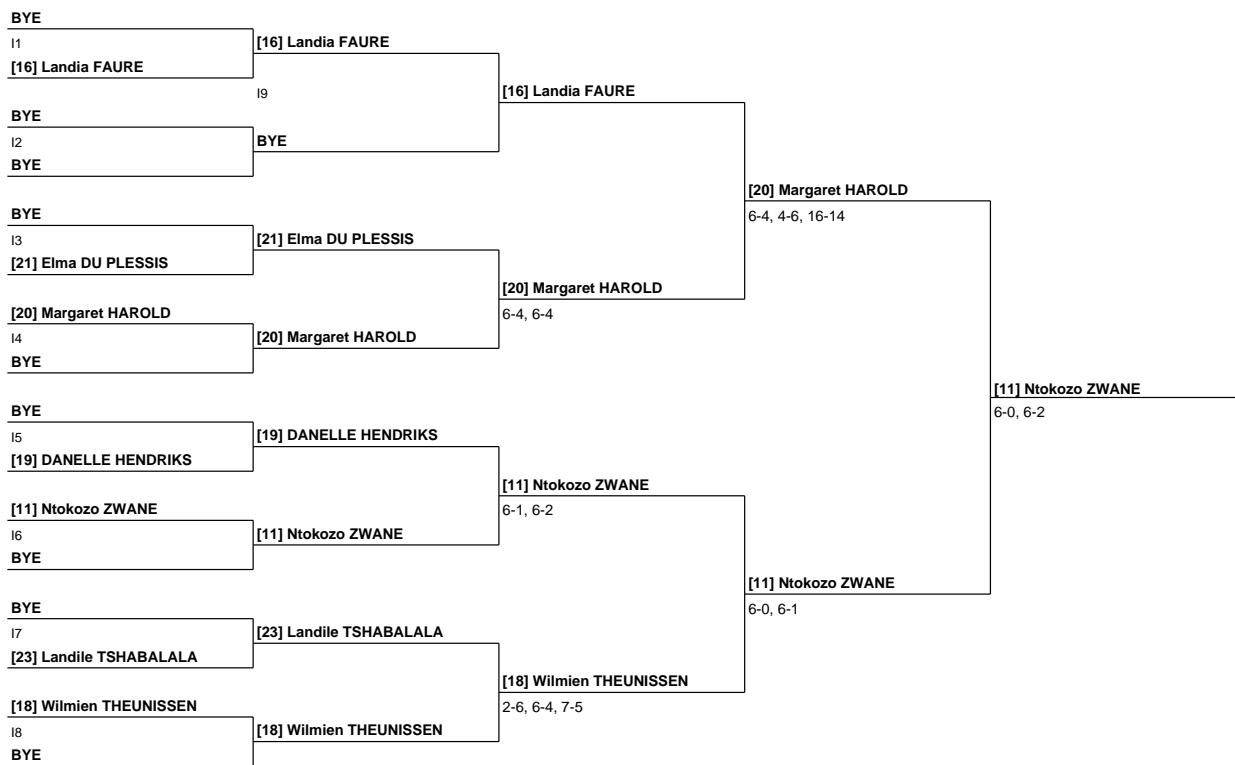 BYE
I1
[16] Landia FAURE
[16] Landia FAURE
I9
[16] Landia FAURE
BYE
I2
BYE
BYE
[20] Margaret HAROLD
6-4, 4-6, 16-14
BYE
I3
[21] Elma DU PLESSIS
[21] Elma DU PLESSIS
[20] Margaret HAROLD
6-4, 6-4
[20] Margaret HAROLD
I4
BYE
[20] Margaret HAROLD
[11] Ntokozo ZWANE
6-0, 6-2
BYE
I5
[19] DANELLE HENDRIKS
[19] DANELLE HENDRIKS
[11] Ntokozo ZWANE
6-1, 6-2
[11] Ntokozo ZWANE
I6
BYE
[11] Ntokozo ZWANE
[11] Ntokozo ZWANE
6-0, 6-1
BYE
I7
[23] Landile TSHABALALA
[23] Landile TSHABALALA
[18] Wilmien THEUNISSEN
2-6, 6-4, 7-5
[18] Wilmien THEUNISSEN
I8
BYE
[18] Wilmien THEUNISSEN